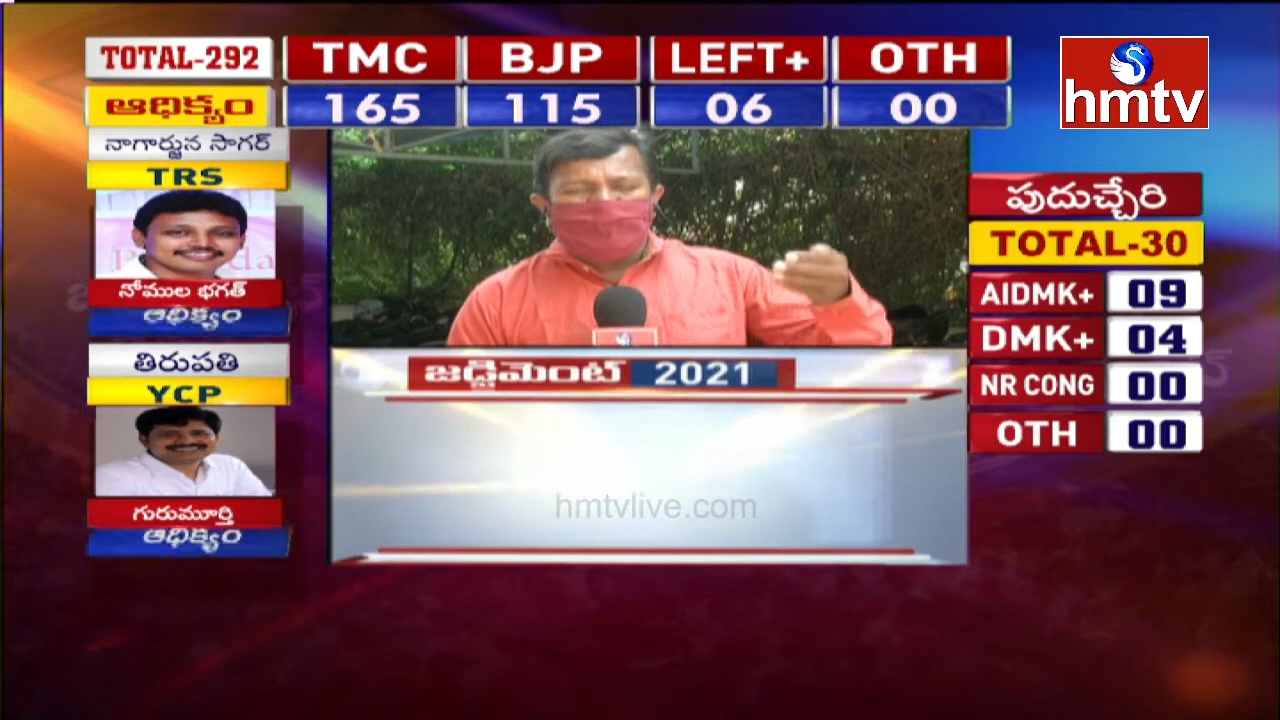 TOTAL-292 TMC BJP LEFT+ OTH
ఆధిక్యం 165 115 06 00
hmtv
నాగార్జున సాగర్
TRS
నోముల భగత్
ఆధిక్యం
తిరుపతి
YCP
గురుమూర్తి
ఆధిక్యం
జడ్జిమెంట్ 2021
hmtvlive.com
పుదుచ్చేరి
TOTAL-30
AIDMK+ 09
DMK+ 04
NR CONG 00
OTH 00